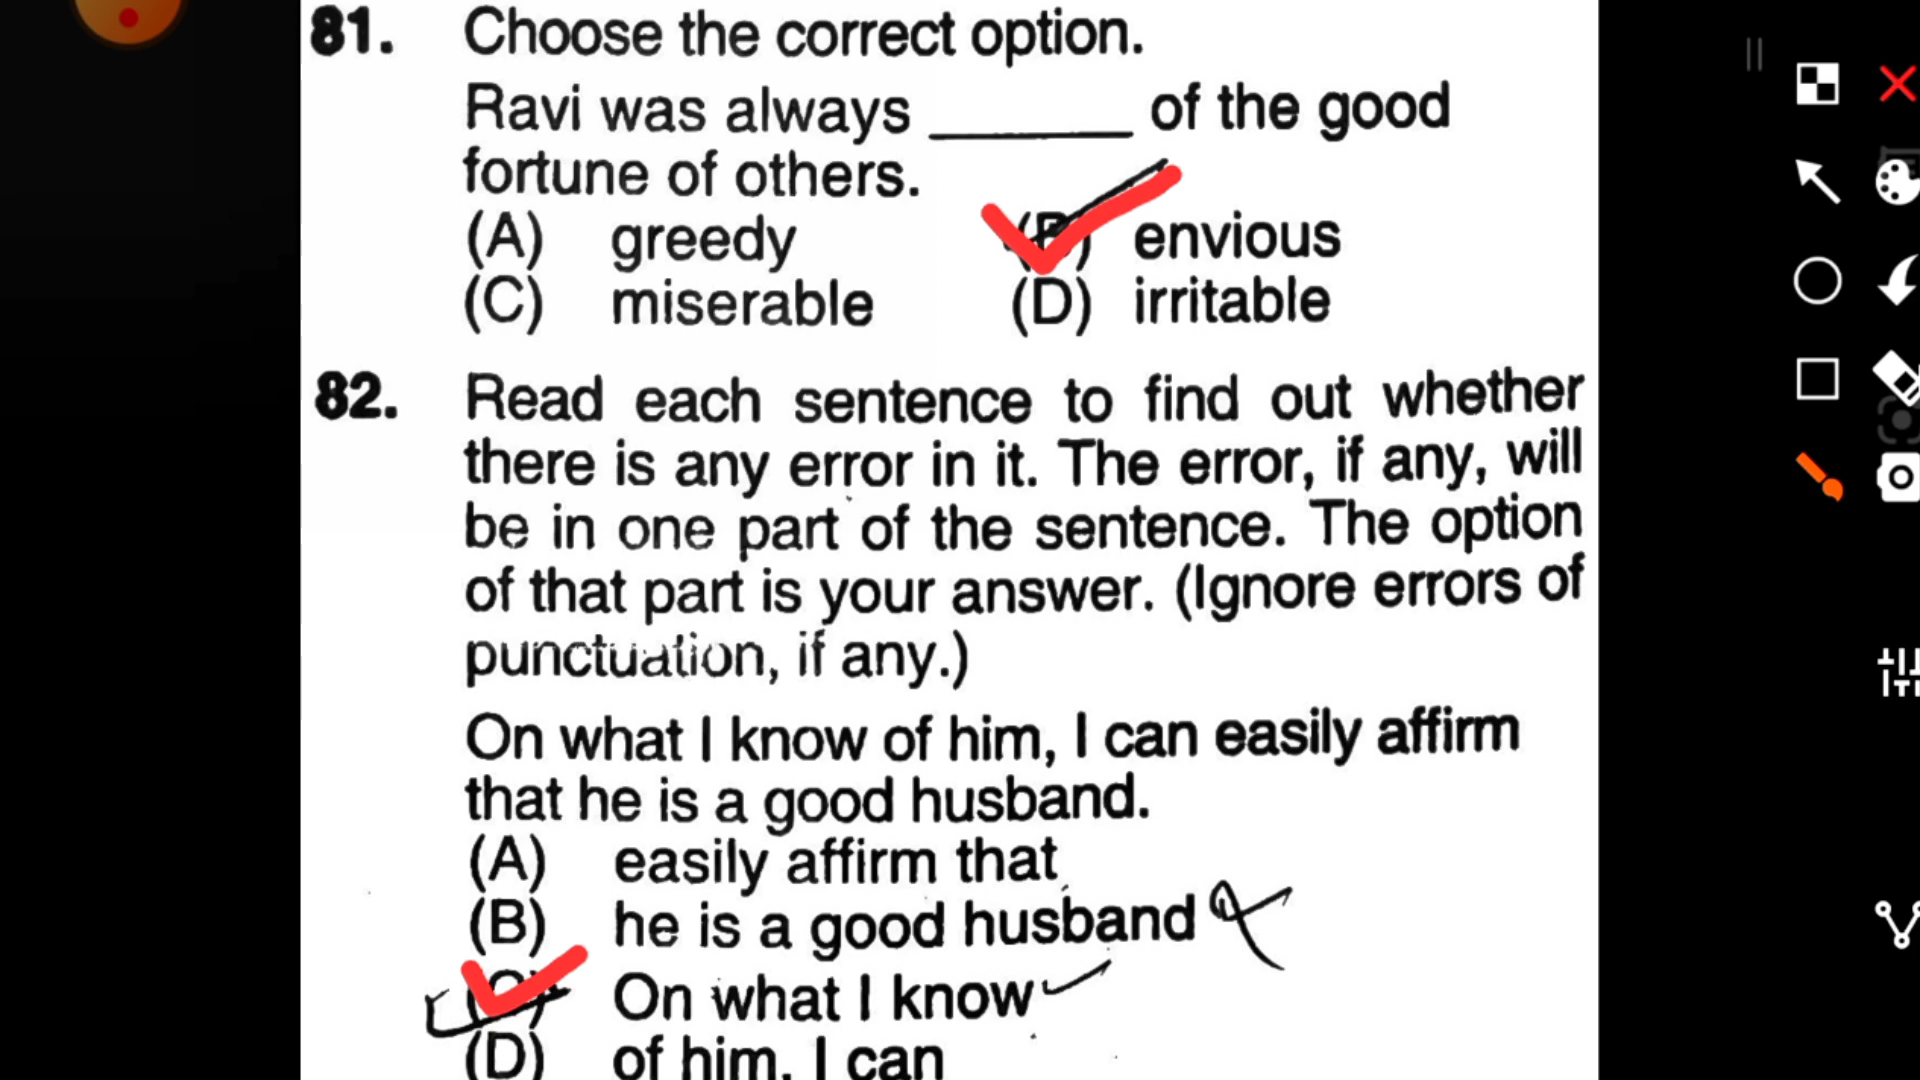 81. Choose the correct option.
Ravi was always ________ of the good
fortune of others.
(A) greedy (B) envious
(C) miserable (D) irritable
82. Read each sentence to find out whether
there is any error in it. The error, if any, will
be in one part of the sentence. The option
of that part is your answer. (Ignore errors of
punctuation, if any.)
On what I know of him, I can easily affirm
that he is a good husband.
(A) easily affirm that
(B) he is a good husband
(C) On what I know
(D) of him, I can